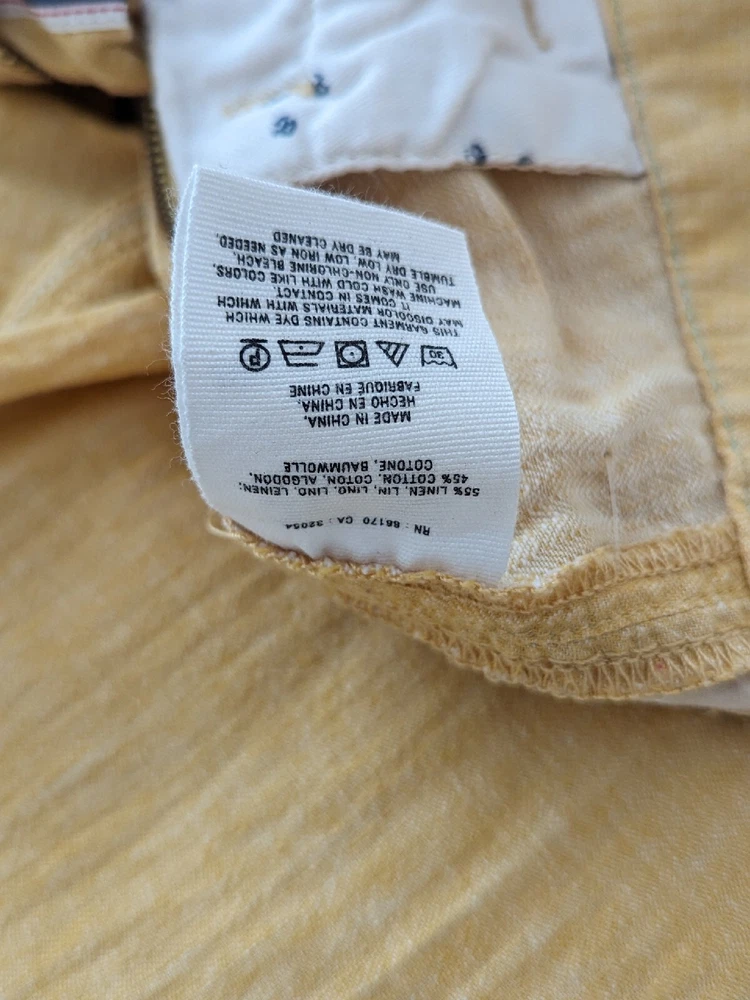 RN : 66170 CA : 32054
55% LINEN, LIN, LINO, LEINEN:
45% COTTON, COTON, ALGODON,
COTONE, BAUMWOLLE
MADE IN CHINA.
HECHO EN CHINA.
FABRIQUÉ EN CHINE
30 P
THIS GARMENT CONTAINS DYE WHICH
MAY DISCOLOR MATERIALS WITH WHICH
IT COMES IN CONTACT.
MACHINE WASH COLD WITH LIKE COLORS.
USE ONLY NON-CHLORINE BLEACH.
TUMBLE DRY LOW. LOW IRON AS NEEDED.
MAY BE DRY CLEANED